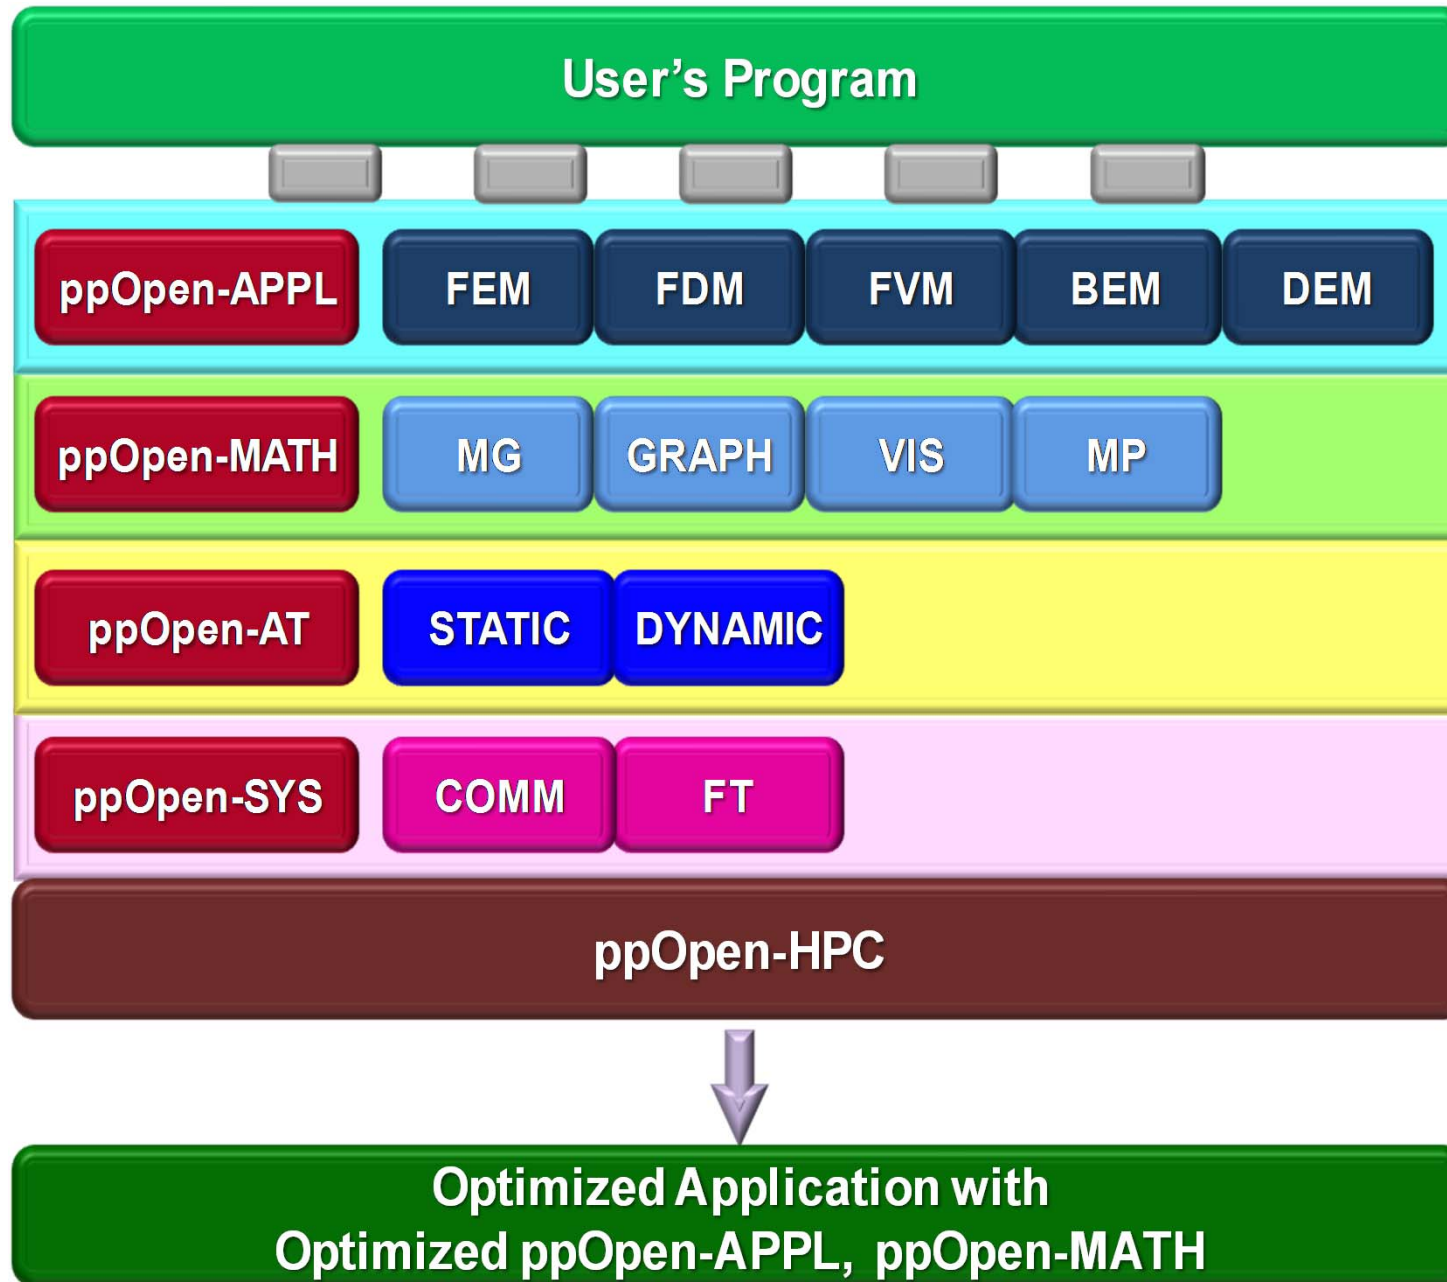 User’s Program
ppOpen-APPL FEM FDM FVM BEM DEM
ppOpen-MATH MG GRAPH VIS MP
ppOpen-AT STATIC DYNAMIC
ppOpen-SYS COMM FT
ppOpen-HPC
Optimized Application with
Optimized ppOpen-APPL, ppOpen-MATH